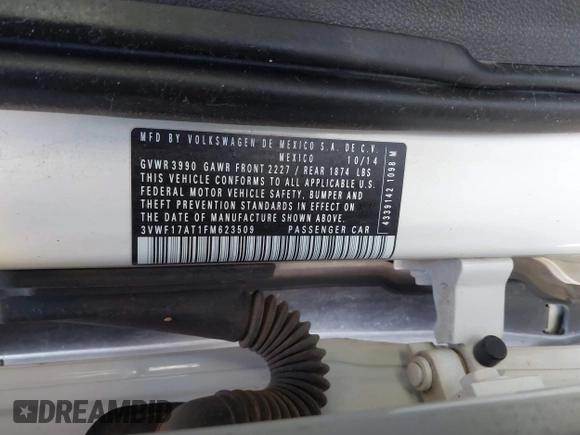 MFD BY VOLKSWAGEN DE MEXICO S.A. DE C.V.
MEXICO 10/14
GVWR 3990 GAWR FRONT 2227 / REAR 1874 LBS
THIS VEHICLE CONFORMS TO ALL APPLICABLE U.S.
FEDERAL MOTOR VEHICLE SAFETY, BUMPER AND
THEFT PREVENTION STANDARDS IN EFFECT ON
THE DATE OF MANUFACTURE SHOWN ABOVE.
3VWF17AT1FM623509 PASSENGER CAR
4339142 1098 M
DREAMBID